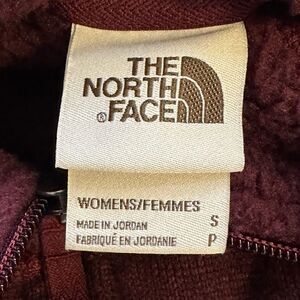 THE
NORTH
®FACE
WOMENS/FEMMES
MADE IN JORDAN S
FABRIQUÉ EN JORDANIE P